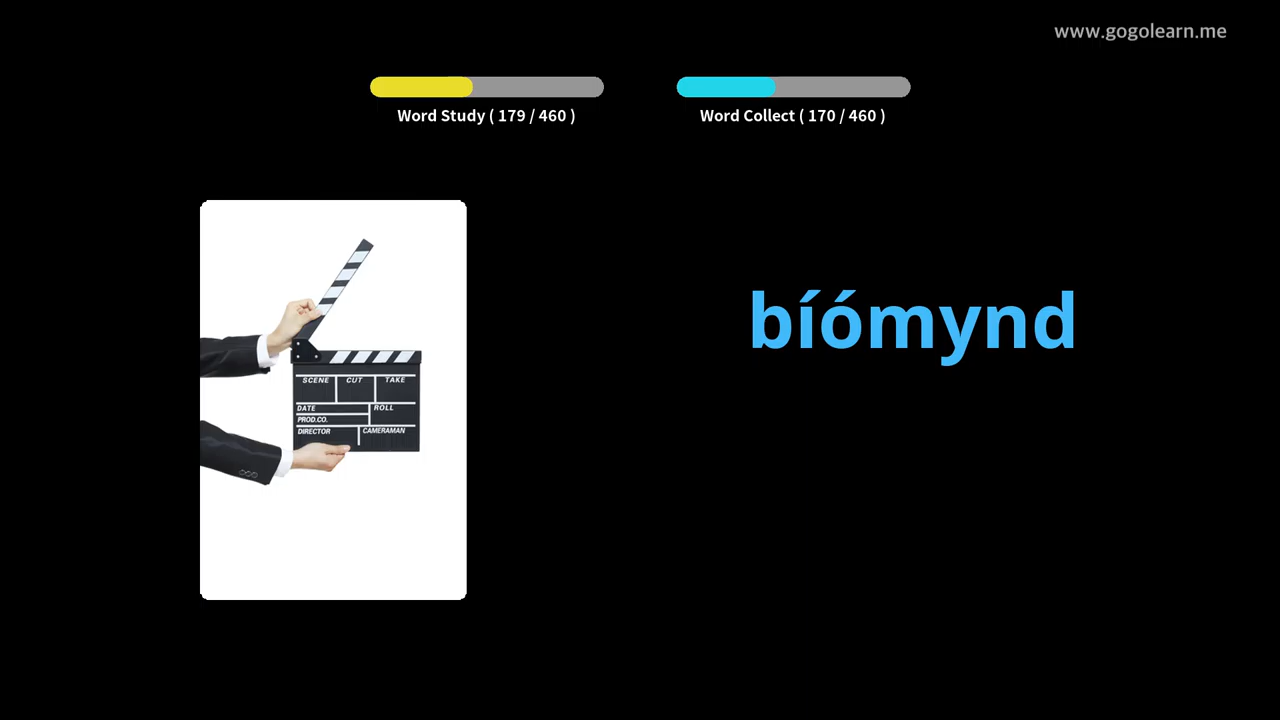 www.gogolearn.me
Word Study ( 179 / 460 )
Word Collect ( 170 / 460 )
bíómynd
SCENE CUT TAKE
DATE ROLL
PROD.CO.
DIRECTOR CAMERAMAN